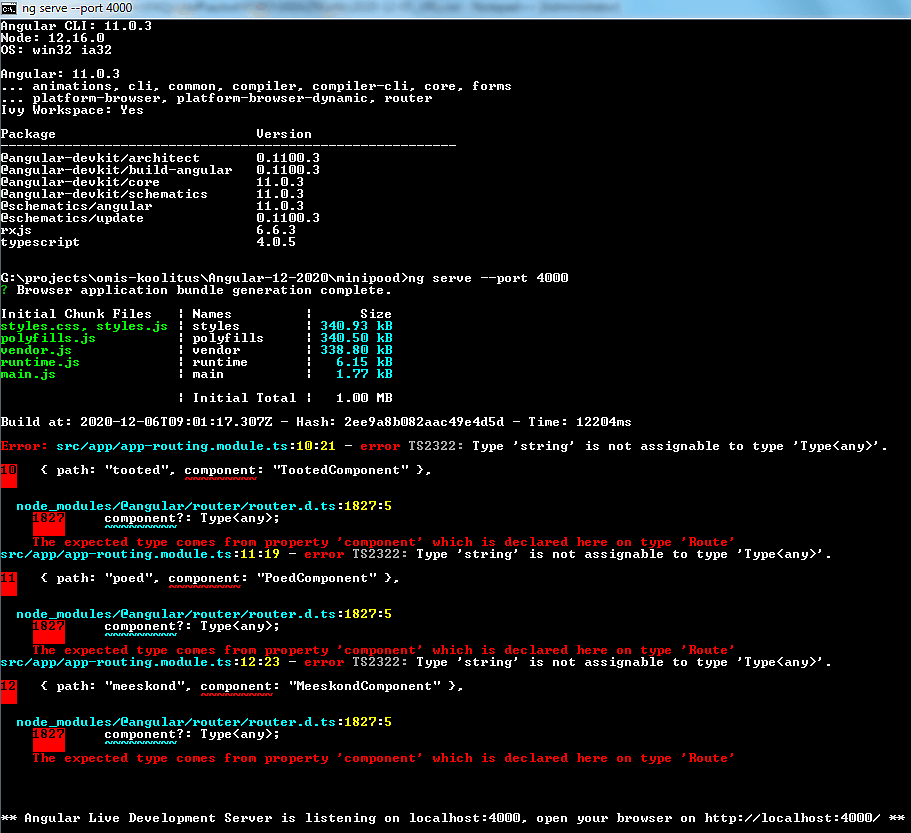 ng serve --port 4000
Angular CLI: 11.0.3
Node: 12.16.0
OS: win32 ia32
Angular: 11.0.3
... animations, cli, common, compiler, compiler-cli, core, forms
... platform-browser, platform-browser-dynamic, router
Ivy Workspace: Yes
Package Version
---------------------------------------------------------
@angular-devkit/architect 0.1100.3
@angular-devkit/build-angular 0.1100.3
@angular-devkit/core 11.0.3
@angular-devkit/schematics 11.0.3
@schematics/angular 11.0.3
@schematics/update 0.1100.3
rxjs 6.6.3
typescript 4.0.5
G:\projects\omis-koolitus\Angular-12-2020\minipood>ng serve --port 4000
? Browser application bundle generation complete.
Initial Chunk Files ¦ Names ¦ Size
styles.css, styles.js ¦ styles ¦ 340.93 kB
polyfills.js ¦ polyfills ¦ 340.50 kB
vendor.js ¦ vendor ¦ 338.80 kB
runtime.js ¦ runtime ¦ 6.15 kB
main.js ¦ main ¦ 1.77 kB
¦ Initial Total ¦ 1.00 MB
Build at: 2020-12-06T09:01:17.307Z - Hash: 2ee9a8b082aac49e4d5d - Time: 12204ms
Error: src/app/app-routing.module.ts:10:21 - error TS2322: Type 'string' is not assignable to type 'Type<any>'.
10 { path: "tooted", component: "TootedComponent" },
node_modules/@angular/router/router.d.ts:1827:5
1827 component?: Type<any>;
The expected type comes from property 'component' which is declared here on type 'Route'
src/app/app-routing.module.ts:11:19 - error TS2322: Type 'string' is not assignable to type 'Type<any>'.
11 { path: "poed", component: "PoedComponent" },
node_modules/@angular/router/router.d.ts:1827:5
1827 component?: Type<any>;
The expected type comes from property 'component' which is declared here on type 'Route'
src/app/app-routing.module.ts:12:23 - error TS2322: Type 'string' is not assignable to type 'Type<any>'.
12 { path: "meeskond", component: "MeeskondComponent" },
node_modules/@angular/router/router.d.ts:1827:5
1827 component?: Type<any>;
The expected type comes from property 'component' which is declared here on type 'Route'
** Angular Live Development Server is listening on localhost:4000, open your browser on http://localhost:4000/ **